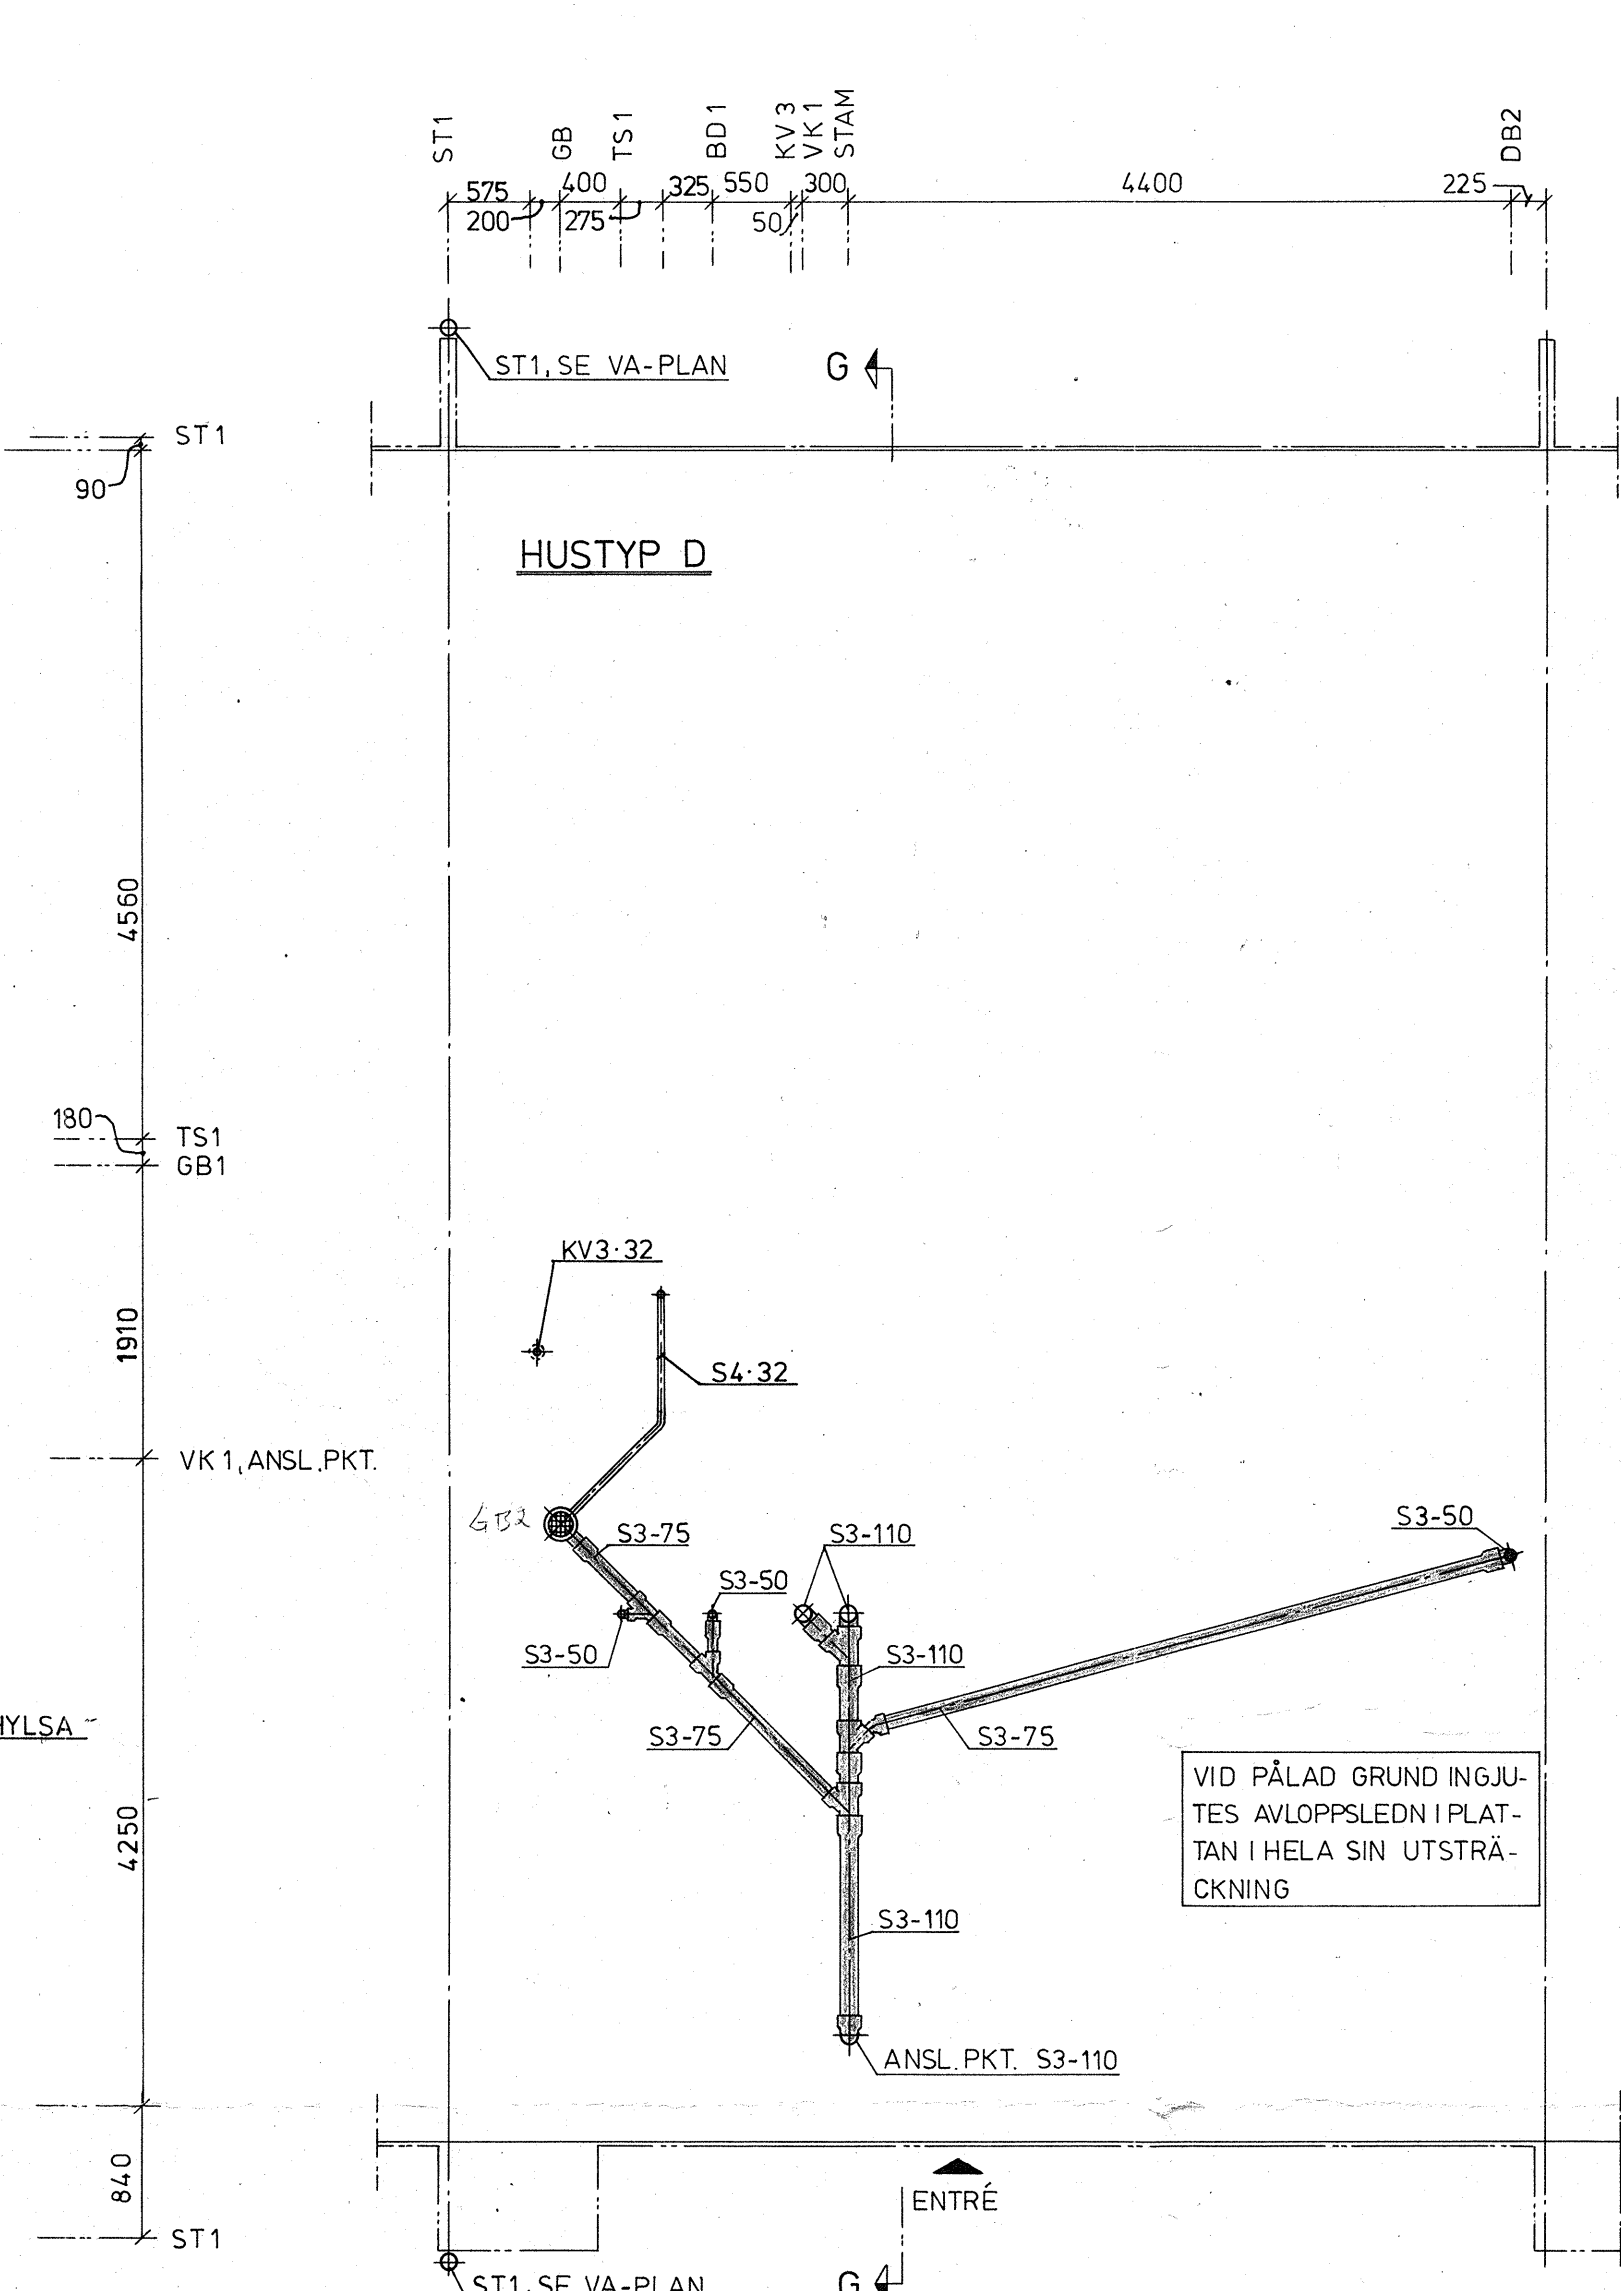 ST1
GB
TS1
BD1
KV3
VK1
STAM
DB2
575
400
325
550
300
4400
225
200
275
50
ST1, SE VA-PLAN
G
ST1
90
HUSTYP D
4560
180
TS1
GB1
KV3·32
1910
S4·32
VK1, ANSL.PKT.
GB2
S3-75
S3-110
S3-50
S3-50
S3-50
S3-110
HYLSA
S3-75
S3-75
VID PÅLAD GRUND INGJU-
TES AVLOPPSLEDN I PLAT-
TAN I HELA SIN UTSTRÄ-
CKNING
4250
S3-110
ANSL.PKT. S3-110
840
ENTRÉ
ST1
ST1, SE VA-PLAN
G